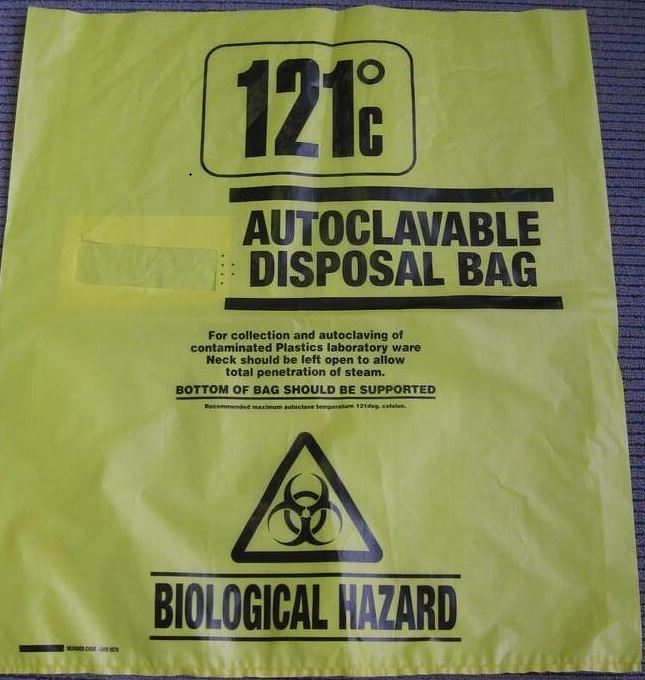 121°C
AUTOCLAVABLE
DISPOSAL BAG
For collection and autoclaving of
contaminated Plastics laboratory ware
Neck should be left open to allow
total penetration of steam.
BOTTOM OF BAG SHOULD BE SUPPORTED
Recommended maximum autoclave temperature 121deg. celsius.
BIOLOGICAL HAZARD
REORDER CODE -